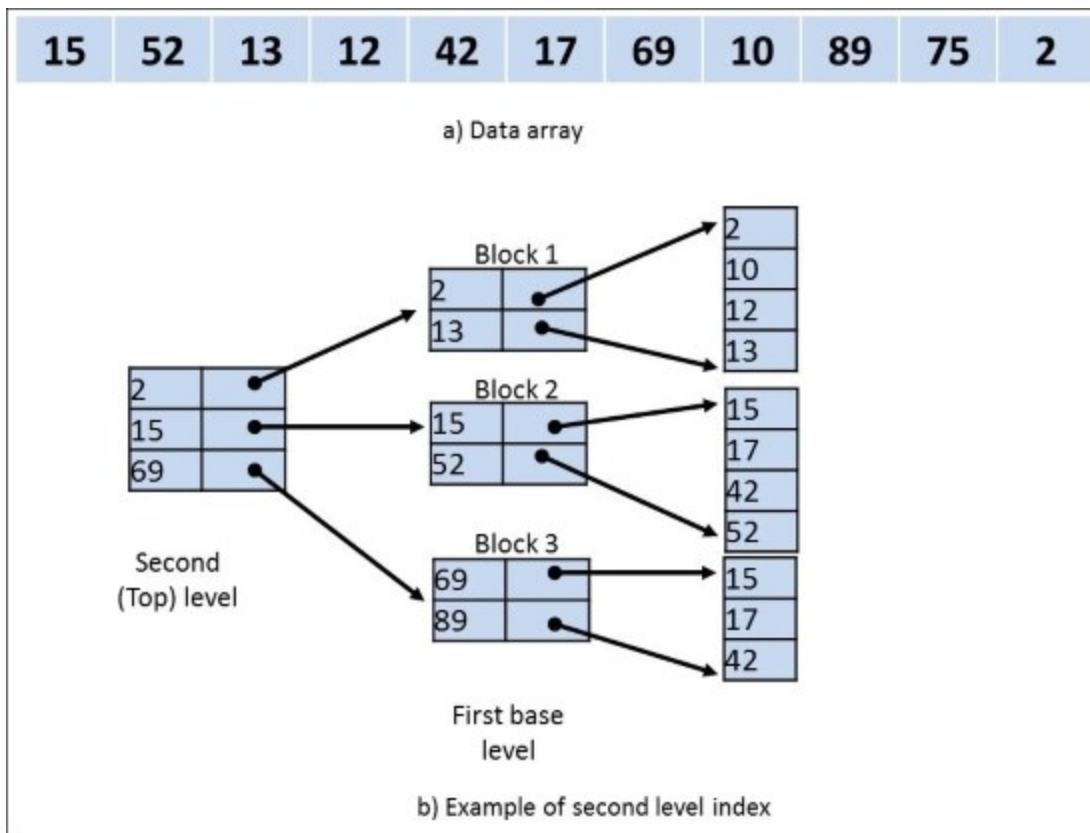 15 52 13 12 42 17 69 10 89 75 2
a) Data array
2
15
69
Second
(Top) level
Block 1
2
13
Block 2
15
52
Block 3
69
89
First base
level
2
10
12
13
15
17
42
52
15
17
42
b) Example of second level index